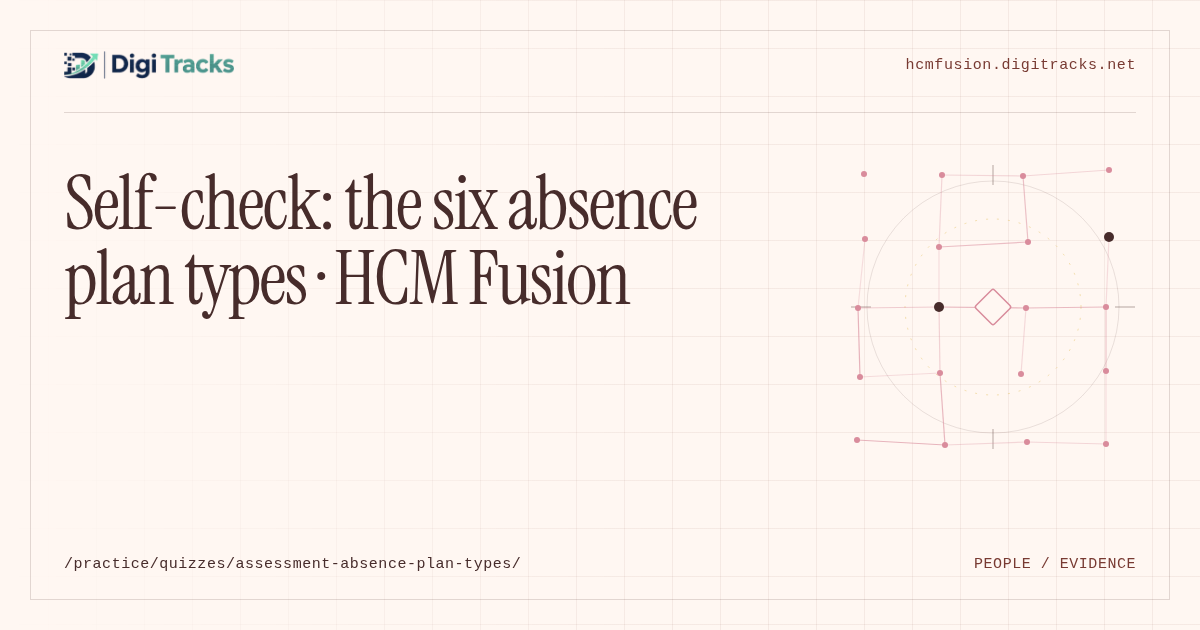 Digi Tracks
hcmfusion.digitracks.net
Self-check: the six absence
plan types · HCM Fusion
/practice/quizzes/assessment-absence-plan-types/
PEOPLE / EVIDENCE